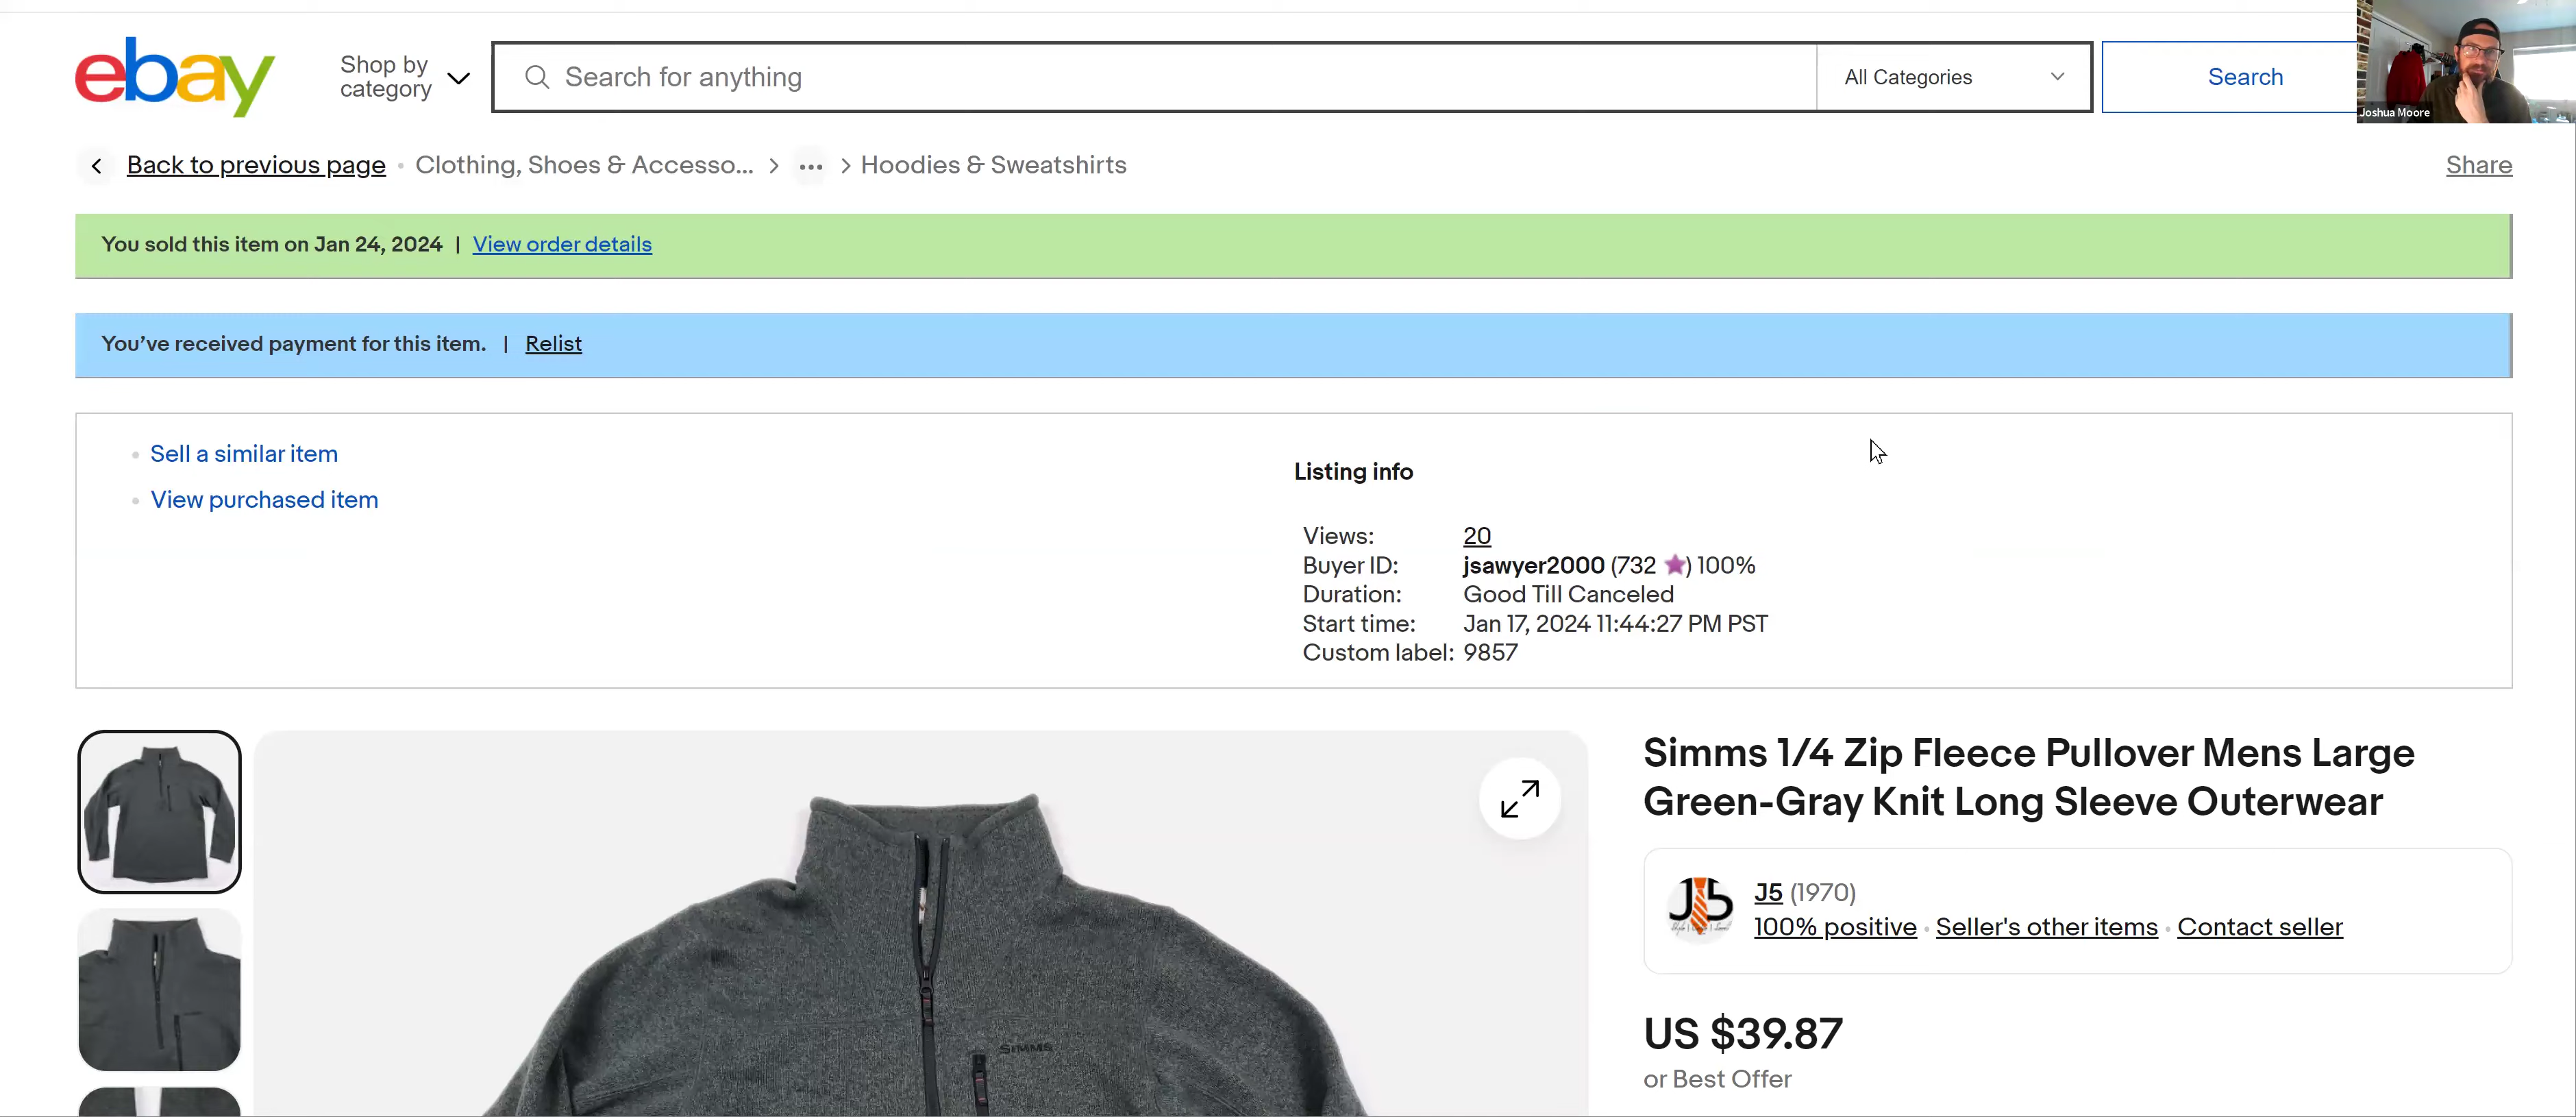 ebay
Shop by
category
Search for anything
All Categories
Search
Joshua Moore
Back to previous page
Clothing, Shoes & Accesso...
...
Hoodies & Sweatshirts
Share
You sold this item on Jan 24, 2024 | View order details
You've received payment for this item. | Relist
Sell a similar item
View purchased item
Listing info
Views: 20
Buyer ID: jsawyer2000 (732 ★) 100%
Duration: Good Till Canceled
Start time: Jan 17, 2024 11:44:27 PM PST
Custom label: 9857
SIMMS
Simms 1/4 Zip Fleece Pullover Mens Large
Green-Gray Knit Long Sleeve Outerwear
J5
J5 (1970)
100% positive • Seller's other items • Contact seller
US $39.87
or Best Offer